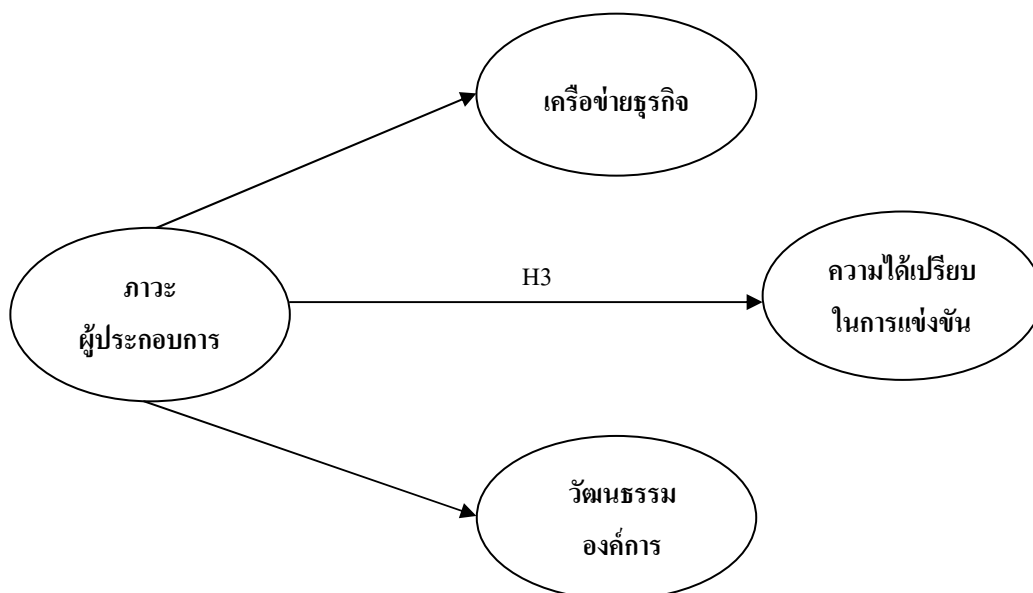 เครือข่ายธุรกิจ
ภาวะ
ผู้ประกอบการ
H3
ความได้เปรียบ
ในการแข่งขัน
วัฒนธรรม
องค์การ